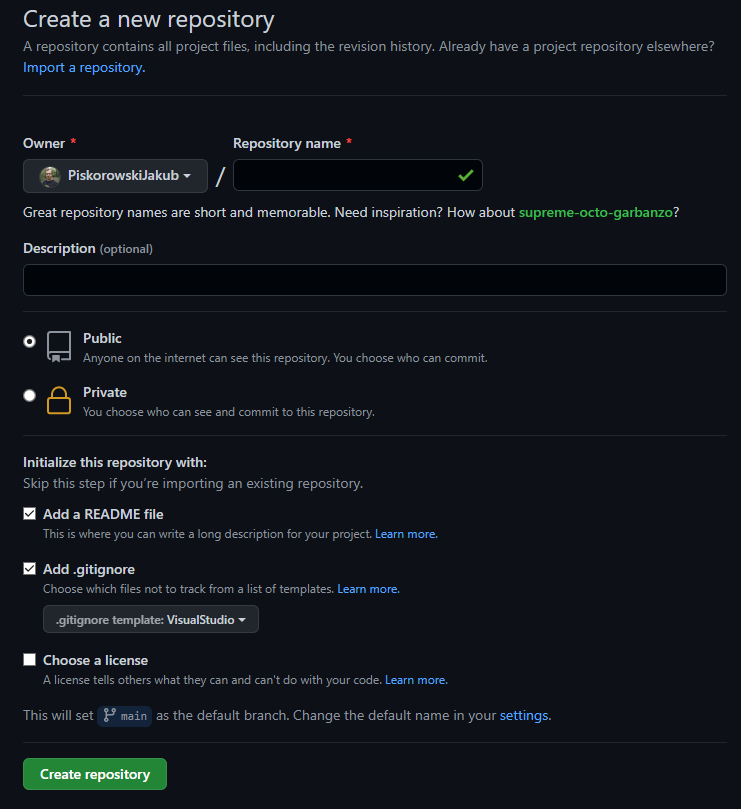 Create a new repository
A repository contains all project files, including the revision history. Already have a project repository elsewhere?
Import a repository.
Owner * Repository name *
PiskorowskiJakub /
Great repository names are short and memorable. Need inspiration? How about supreme-octo-garbanzo?
Description (optional)
Public
Anyone on the internet can see this repository. You choose who can commit.
Private
You choose who can see and commit to this repository.
Initialize this repository with:
Skip this step if you’re importing an existing repository.
Add a README file
This is where you can write a long description for your project. Learn more.
Add .gitignore
Choose which files not to track from a list of templates. Learn more.
.gitignore template: VisualStudio
Choose a license
A license tells others what they can and can't do with your code. Learn more.
This will set main as the default branch. Change the default name in your settings.
Create repository